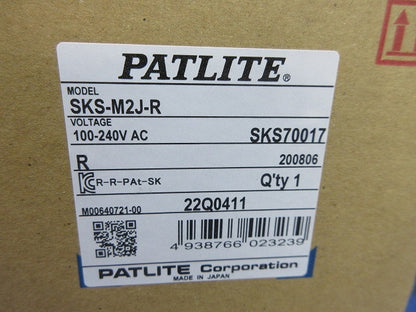 PATLITE®
MODEL
SKS-M2J-R
VOLTAGE
100-240V AC SKS70017
R 200806
R-R-PAt-SK Q'ty 1
M00640721-00 22Q0411
4 938766 023239
PATLITE Corporation
MADE IN JAPAN